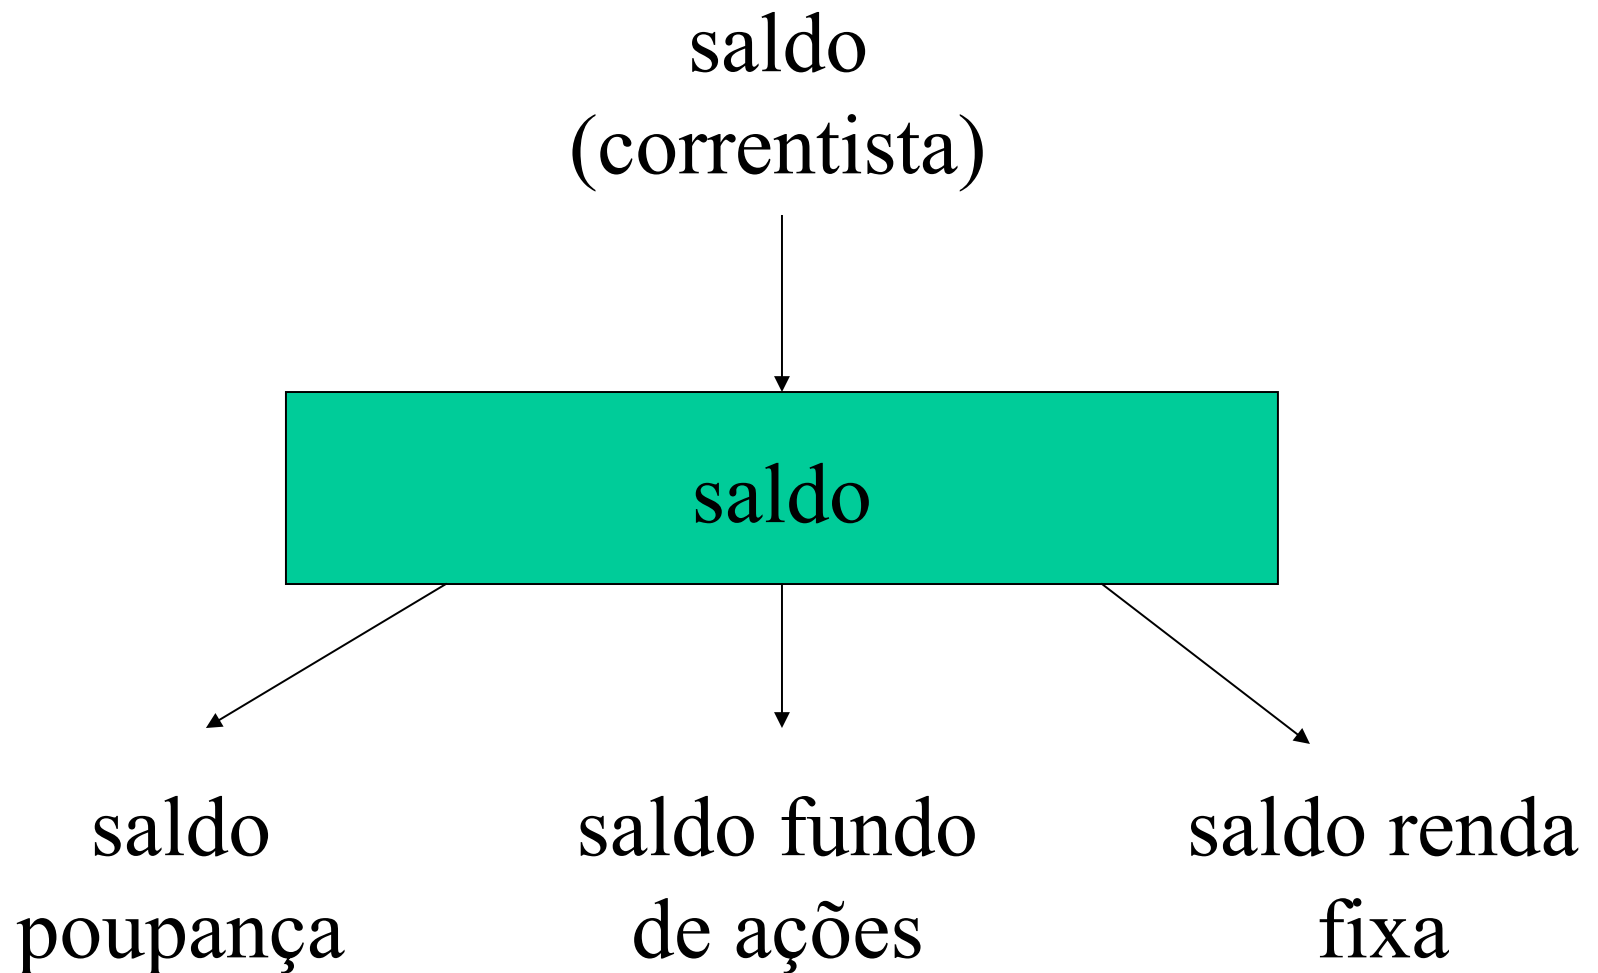 saldo
(correntista)
saldo
saldo
poupança
saldo fundo
de ações
saldo renda
fixa